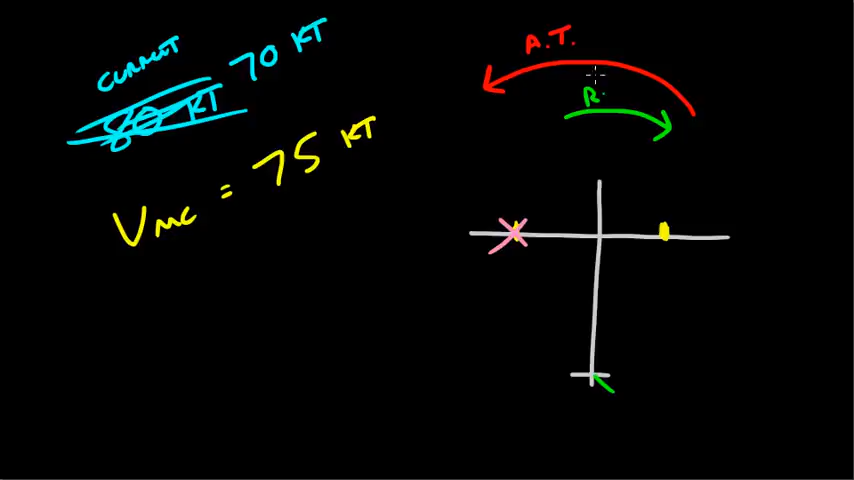 CURRENT
70 KT
80 KT
VMC = 75 KT
A.T.
R.